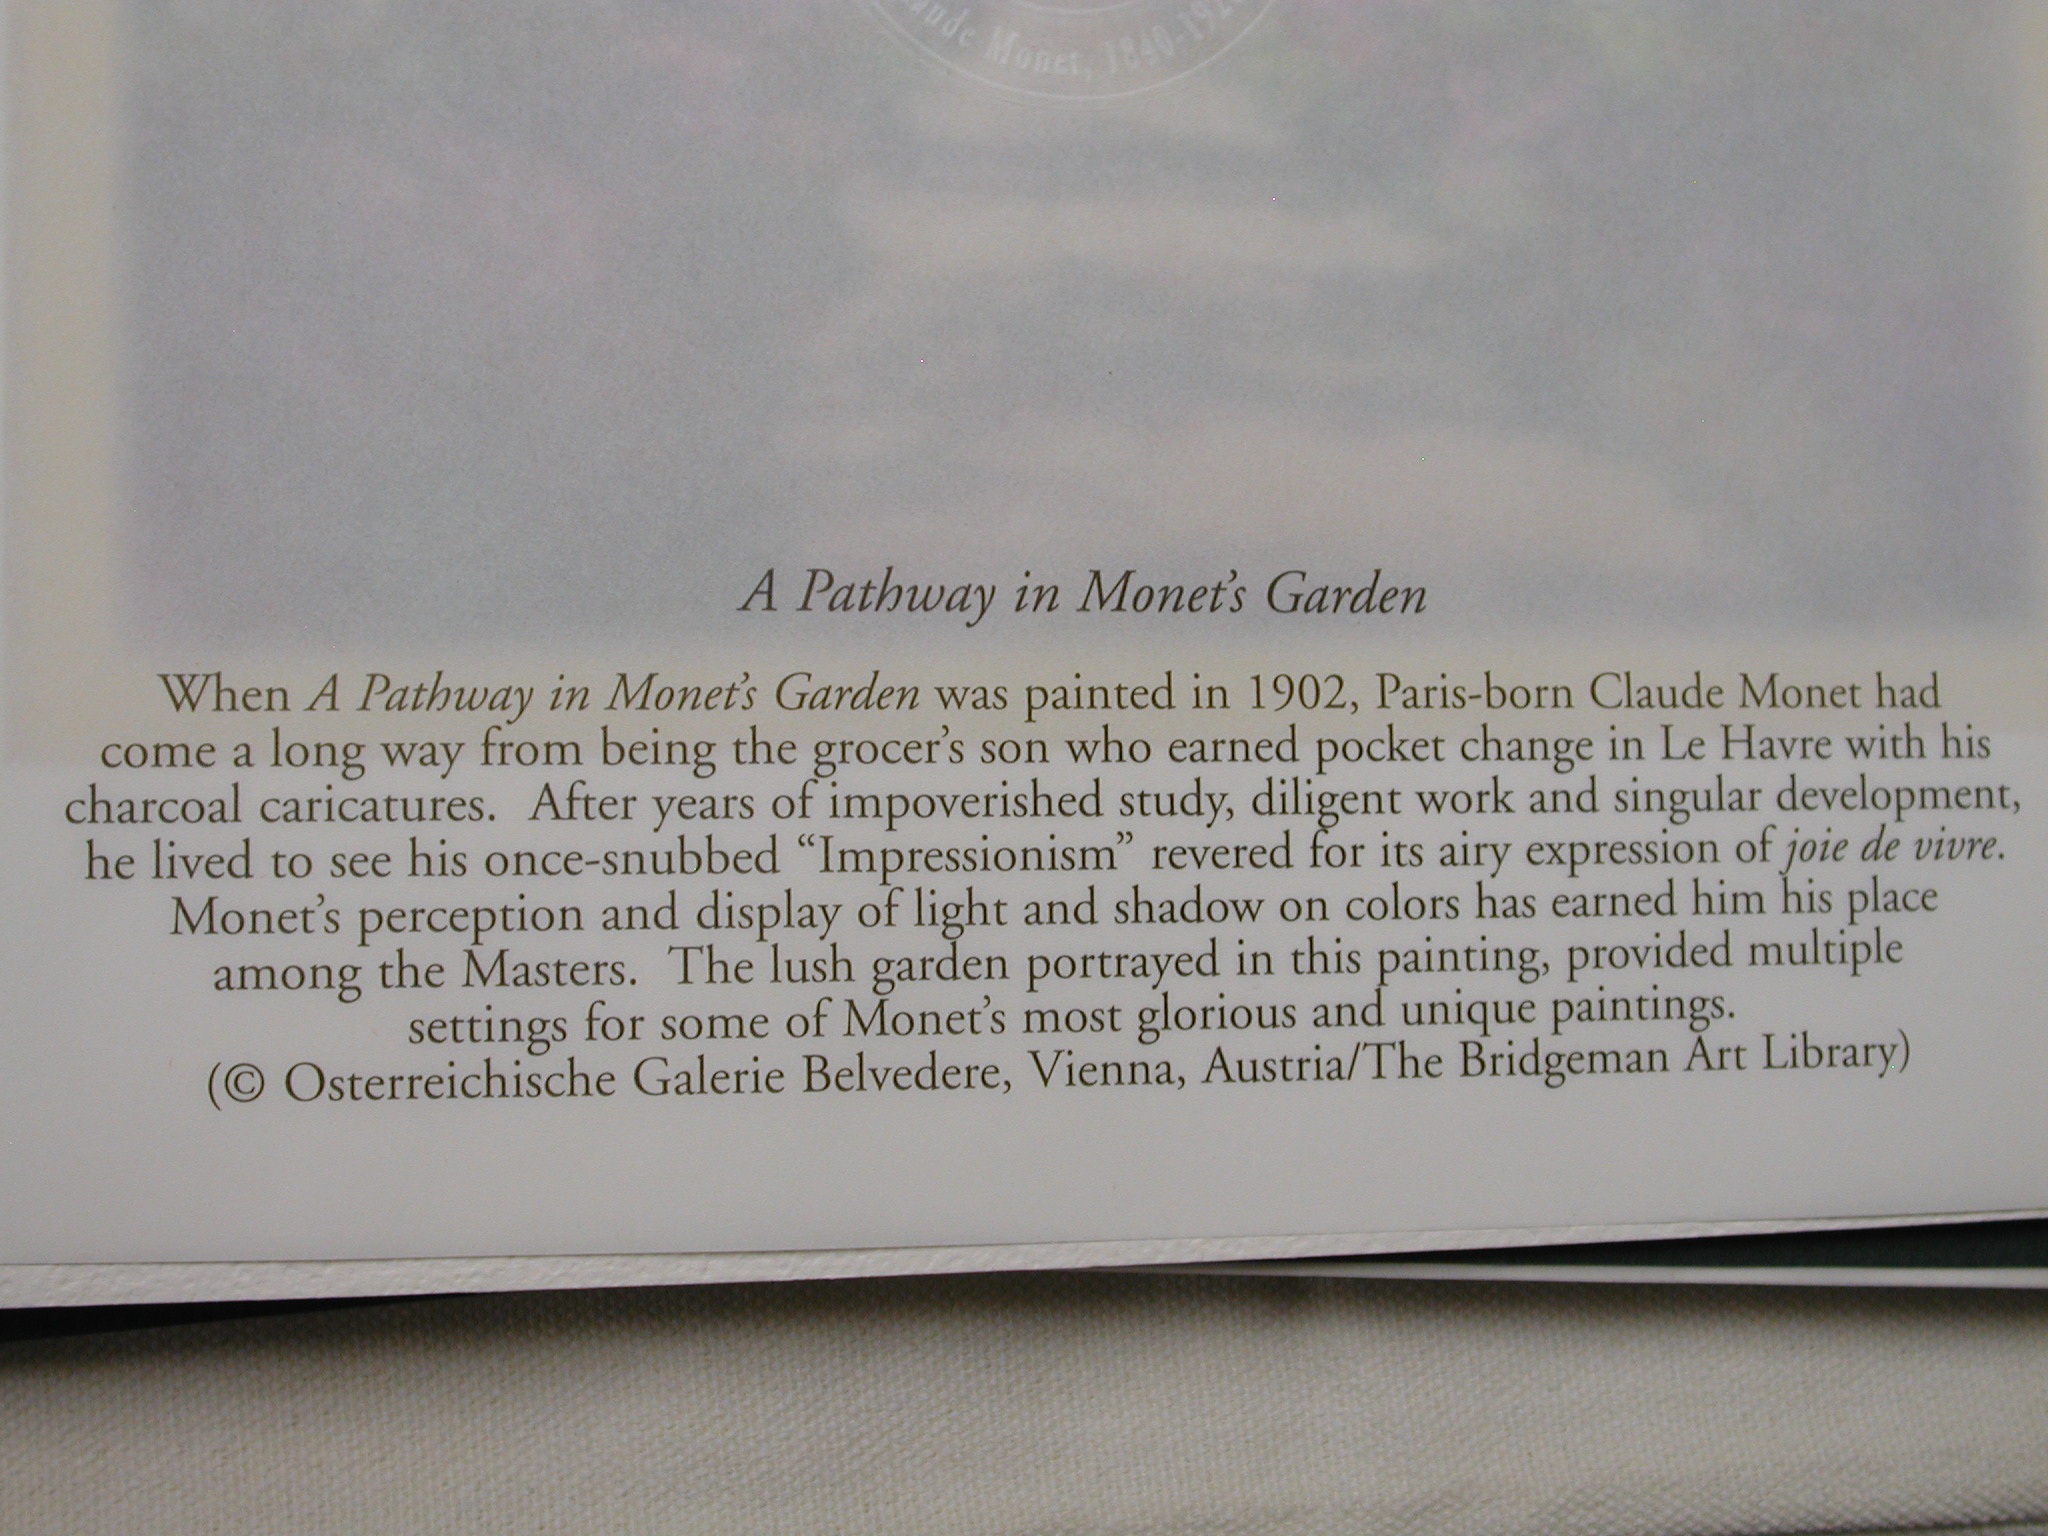 Monet, 1840-192
A Pathway in Monet's Garden
When A Pathway in Monet's Garden was painted in 1902, Paris-born Claude Monet had
come a long way from being the grocer's son who earned pocket change in Le Havre with his
charcoal caricatures. After years of impoverished study, diligent work and singular development,
he lived to see his once-snubbed “Impressionism” revered for its airy expression of joie de vivre.
Monet's perception and display of light and shadow on colors has earned him his place
among the Masters. The lush garden portrayed in this painting, provided multiple
settings for some of Monet's most glorious and unique paintings.
(© Osterreichische Galerie Belvedere, Vienna, Austria/The Bridgeman Art Library)